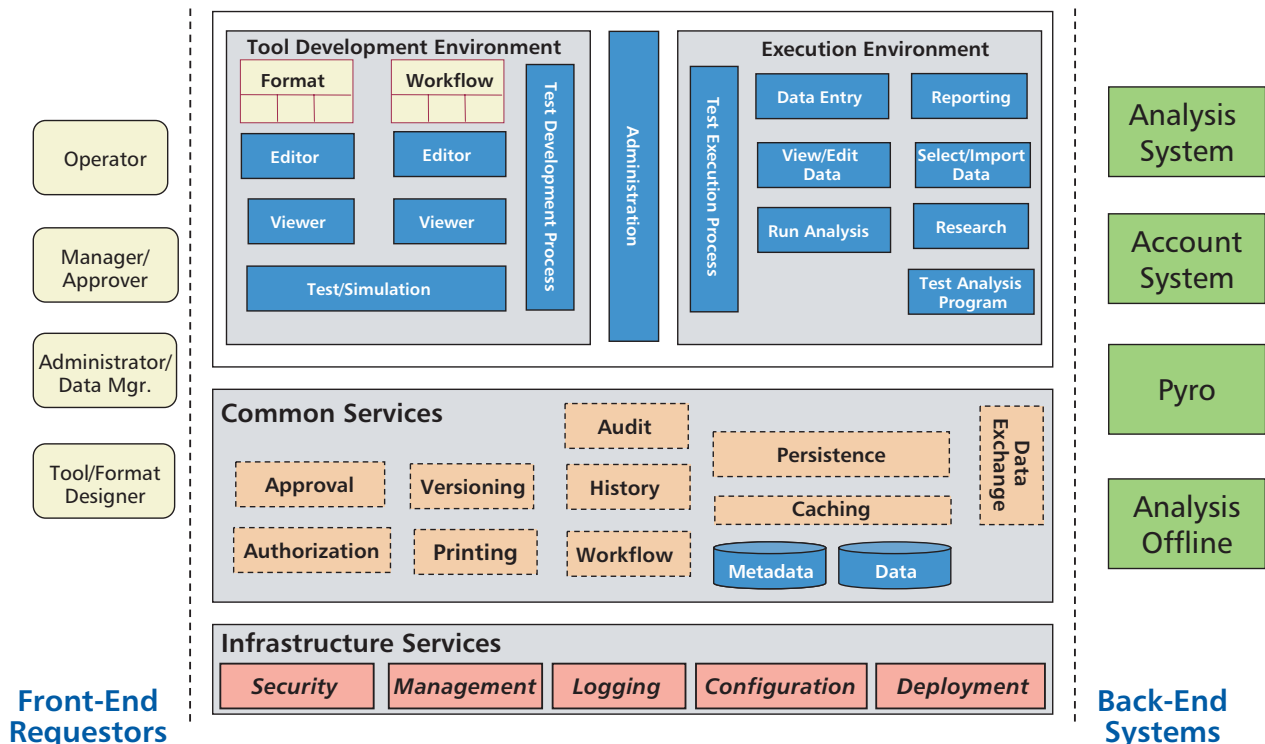 Operator
Manager/
Approver
Administrator/
Data Mgr.
Tool/Format
Designer
Front-End
Requestors
Tool Development Environment
Format
Workflow
Editor
Editor
Viewer
Viewer
Test/Simulation
Test Development Process
Administration
Execution Environment
Test Execution Process
Data Entry
Reporting
View/Edit
Data
Select/Import
Data
Run Analysis
Research
Test Analysis
Program
Common Services
Audit
Approval
Versioning
History
Authorization
Printing
Workflow
Persistence
Caching
Metadata
Data
Data
Exchange
Infrastructure Services
Security
Management
Logging
Configuration
Deployment
Analysis
System
Account
System
Pyro
Analysis
Offline
Back-End
Systems